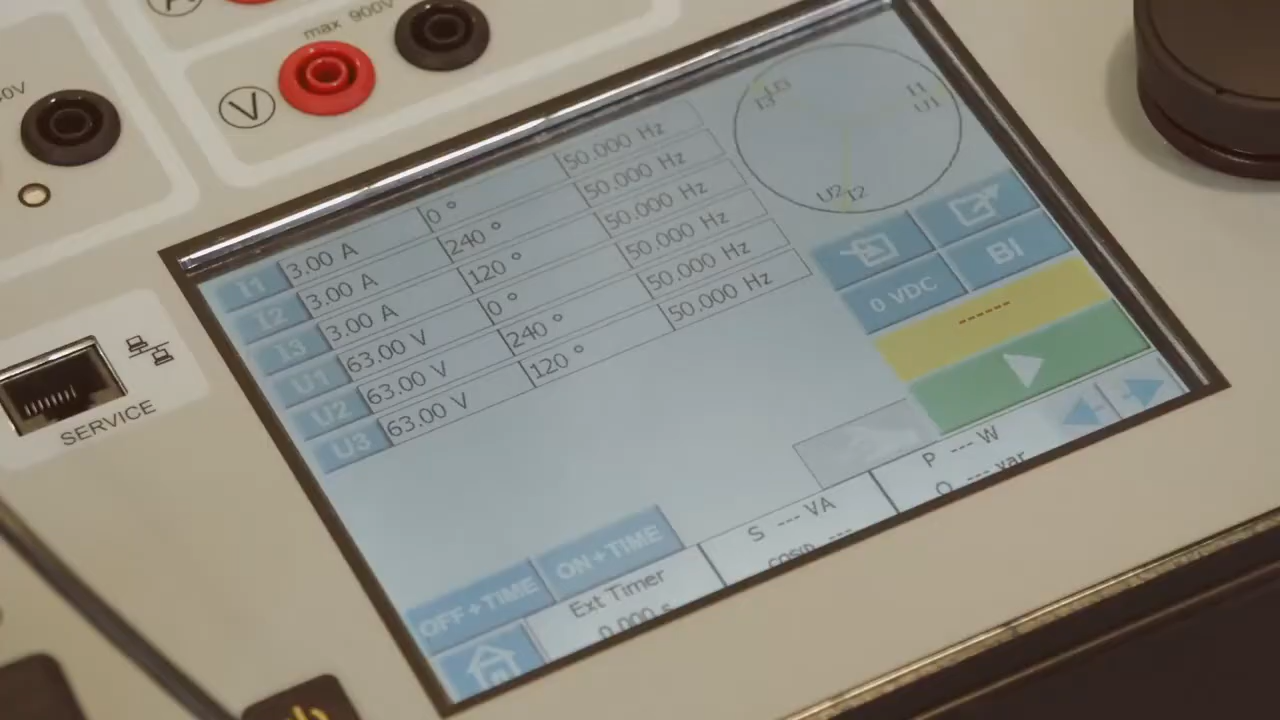 A
max 900V
0V
V
I1 3.00 A 0 ° 50.000 Hz
I2 3.00 A 240 ° 50.000 Hz
I3 3.00 A 120 ° 50.000 Hz
U1 63.00 V 0 ° 50.000 Hz
U2 63.00 V 240 ° 50.000 Hz
U3 63.00 V 120 ° 50.000 Hz
U3
I3
I1
U1
U2
I2
0 VDC
BI
------
SERVICE
OFF+TIME
ON+TIME
Ext Timer
0.000 s
S --- VA
cosφ ---
P --- W
Q --- var